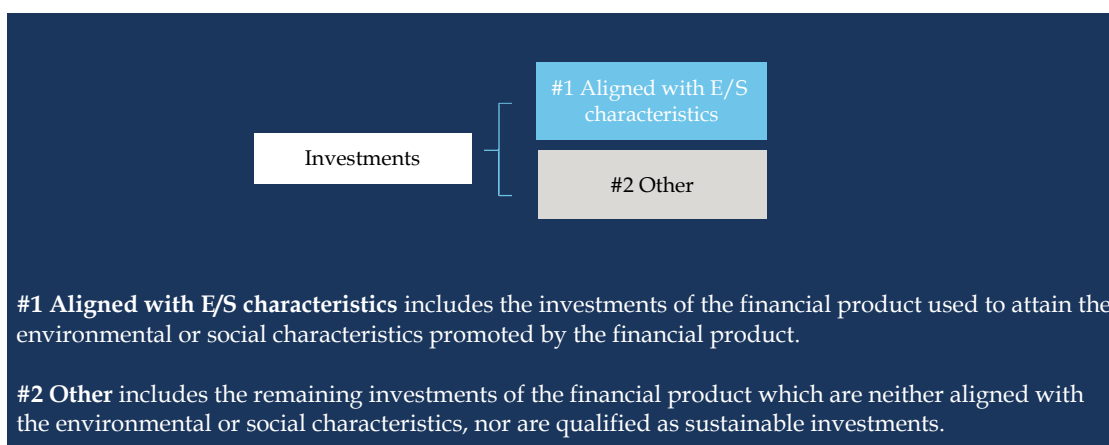 #1 Aligned with E/S
characteristics
Investments
#2 Other
#1 Aligned with E/S characteristics includes the investments of the financial product used to attain the
environmental or social characteristics promoted by the financial product.
#2 Other includes the remaining investments of the financial product which are neither aligned with
the environmental or social characteristics, nor are qualified as sustainable investments.